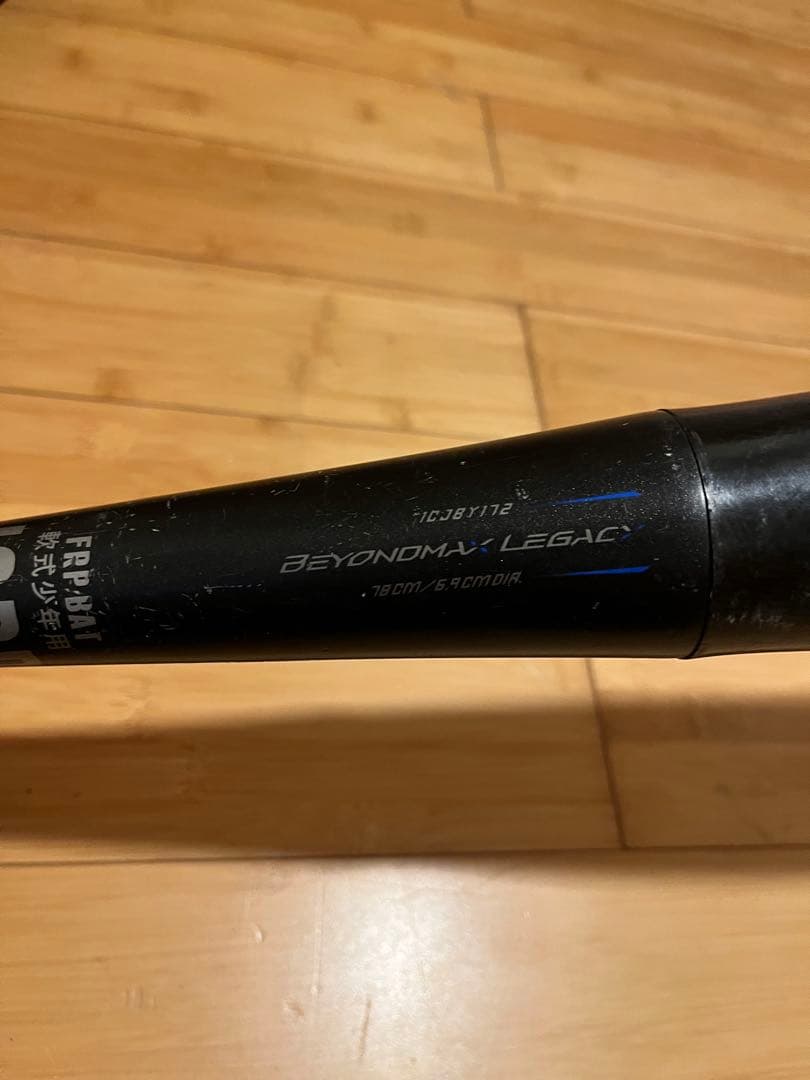 1CJBY172
BEYONDMAX LEGACY
78CM/6.9CM DIA.
FRP.BAT
軟式少年用